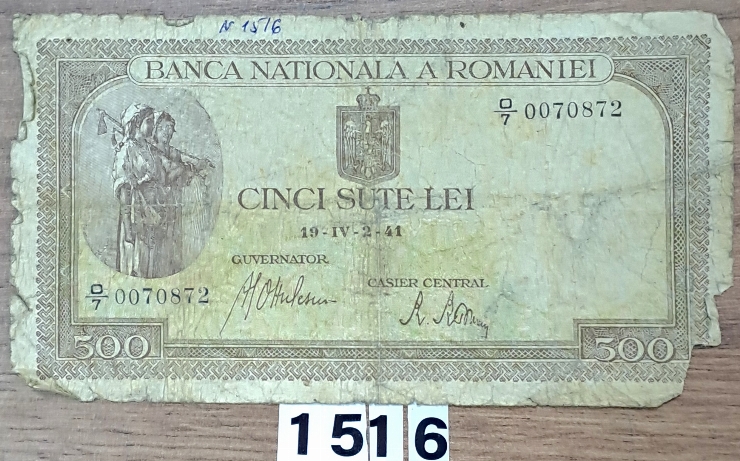 N 1516
BANCA NATIONALA A ROMANIEI
O/7 0070872
CINCI SUTE LEI
19-IV-2-41
GUVERNATOR
CASIER CENTRAL
O/7 0070872
500
500
1516